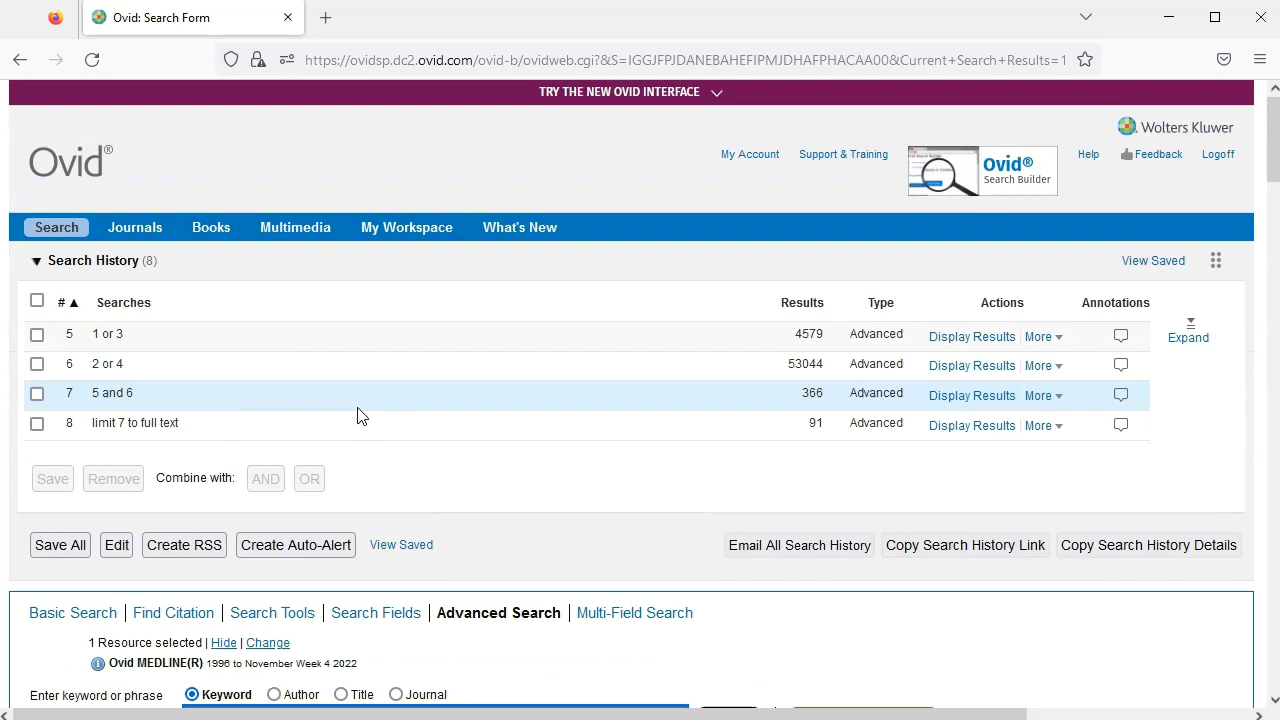 Ovid: Search Form
https://ovidsp.dc2.ovid.com/ovid-b/ovidweb.cgi?&S=IGGJFPJDANEBAHEFIPMJDHAFPHACAA00&Current+Search+Results=1
TRY THE NEW OVID INTERFACE
Wolters Kluwer
Ovid®
My Account Support & Training Ovid® Search Builder Help Feedback Logoff
Search Journals Books Multimedia My Workspace What's New
Search History (8) View Saved
# Searches Results Type Actions Annotations
5 1 or 3 4579 Advanced Display Results More
Expand
6 2 or 4 53044 Advanced Display Results More
7 5 and 6 366 Advanced Display Results More
8 limit 7 to full text 91 Advanced Display Results More
Save Remove Combine with: AND OR
Save All Edit Create RSS Create Auto-Alert View Saved Email All Search History Copy Search History Link Copy Search History Details
Basic Search | Find Citation | Search Tools | Search Fields | Advanced Search | Multi-Field Search
1 Resource selected | Hide | Change
Ovid MEDLINE(R) 1996 to November Week 4 2022
Enter keyword or phrase Keyword Author Title Journal